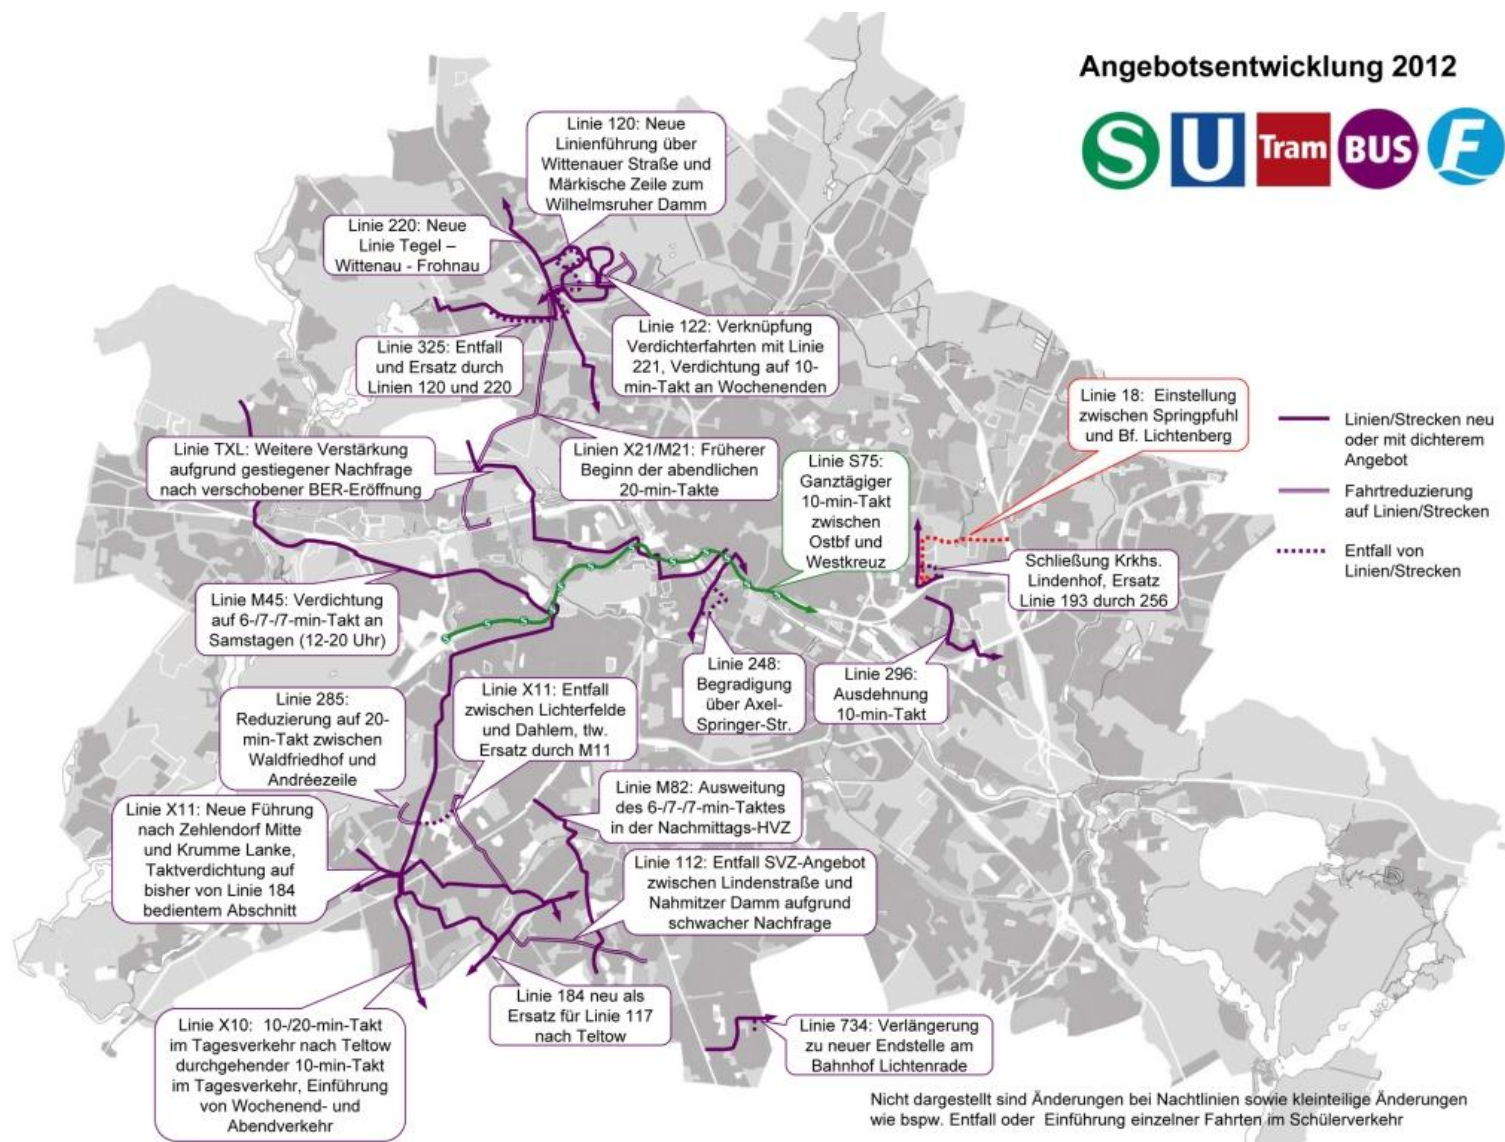 Angebotsentwicklung 2012
S
U
Tram
BUS
F
Linie 120: Neue
Linienführung über
Wittenauer Straße und
Märkische Zeile zum
Wilhelmsruher Damm
Linie 220: Neue
Linie Tegel –
Wittenau - Frohnau
Linie 325: Entfall
und Ersatz durch
Linien 120 und 220
Linie 122: Verknüpfung
Verdichterfahrten mit Linie
221, Verdichtung auf 10-
min-Takt an Wochenenden
Linie 18: Einstellung
zwischen Springpfuhl
und Bf. Lichtenberg
Linien/Strecken neu
oder mit dichterem
Angebot
Fahrtreduzierung
auf Linien/Strecken
Entfall von
Linien/Strecken
Linie TXL: Weitere Verstärkung
aufgrund gestiegener Nachfrage
nach verschobener BER-Eröffnung
Linien X21/M21: Früherer
Beginn der abendlichen
20-min-Takte
Linie S75:
Ganztägiger
10-min-Takt
zwischen
Ostbf und
Westkreuz
Schließung Krkhs.
Lindenhof, Ersatz
Linie 193 durch 256
Linie M45: Verdichtung
auf 6-/7-/7-min-Takt an
Samstagen (12-20 Uhr)
Linie 248:
Begradigung
über Axel-
Springer-Str.
Linie 296:
Ausdehnung
10-min-Takt
Linie 285:
Reduzierung auf 20-
min-Takt zwischen
Waldfriedhof und
Andréezeile
Linie X11: Entfall
zwischen Lichterfelde
und Dahlem, tlw.
Ersatz durch M11
Linie M82: Ausweitung
des 6-/7-/7-min-Taktes
in der Nachmittags-HVZ
Linie X11: Neue Führung
nach Zehlendorf Mitte
und Krumme Lanke,
Taktverdichtung auf
bisher von Linie 184
bedientem Abschnitt
Linie 112: Entfall SVZ-Angebot
zwischen Lindenstraße und
Nahmitzer Damm aufgrund
schwacher Nachfrage
Linie X10: 10-/20-min-Takt
im Tagesverkehr nach Teltow
durchgehender 10-min-Takt
im Tagesverkehr, Einführung
von Wochenend- und
Abendverkehr
Linie 184 neu als
Ersatz für Linie 117
nach Teltow
Linie 734: Verlängerung
zu neuer Endstelle am
Bahnhof Lichtenrade
Nicht dargestellt sind Änderungen bei Nachtlinien sowie kleinteilige Änderungen
wie bspw. Entfall oder Einführung einzelner Fahrten im Schülerverkehr